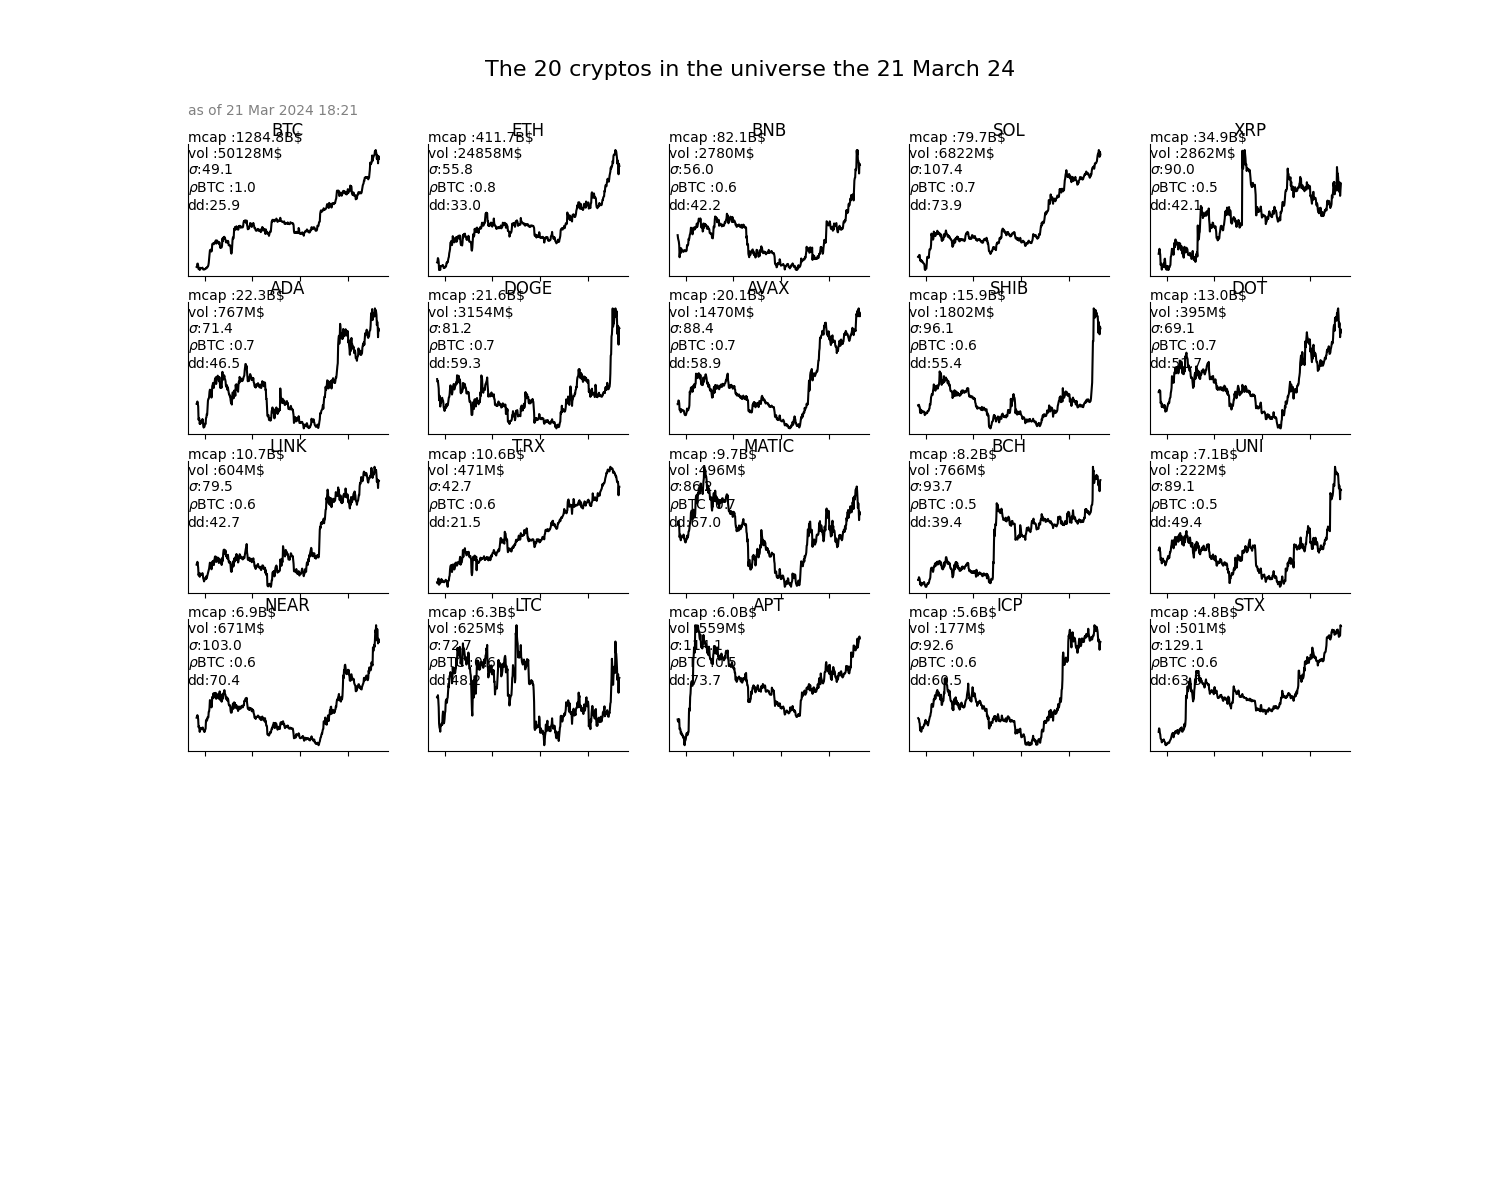 The 20 cryptos in the universe the 21 March 24
as of 21 Mar 2024 18:21
BTC
mcap :1284.8B$
vol :50128M$
σ:49.1
ρBTC :1.0
dd:25.9
ETH
mcap :411.7B$
vol :24858M$
σ:55.8
ρBTC :0.8
dd:33.0
BNB
mcap :82.1B$
vol :2780M$
σ:56.0
ρBTC :0.6
dd:42.2
SOL
mcap :79.7B$
vol :6822M$
σ:107.4
ρBTC :0.7
dd:73.9
XRP
mcap :34.9B$
vol :2862M$
σ:90.0
ρBTC :0.5
dd:42.1
ADA
mcap :22.3B$
vol :767M$
σ:71.4
ρBTC :0.7
dd:46.5
DOGE
mcap :21.6B$
vol :3154M$
σ:81.2
ρBTC :0.7
dd:59.3
AVAX
mcap :20.1B$
vol :1470M$
σ:88.4
ρBTC :0.7
dd:58.9
SHIB
mcap :15.9B$
vol :1802M$
σ:96.1
ρBTC :0.6
dd:55.4
DOT
mcap :13.0B$
vol :395M$
σ:69.1
ρBTC :0.7
LINK
mcap :10.7B$
vol :604M$
σ:79.5
ρBTC :0.6
dd:42.7
TRX
mcap :10.6B$
vol :471M$
σ:42.7
ρBTC :0.6
dd:21.5
MATIC
mcap :9.7B$
vol :496M$
σ:86.2
ρBTC :0.7
dd:67.0
BCH
mcap :8.2B$
vol :766M$
σ:93.7
ρBTC :0.5
dd:39.4
UNI
mcap :7.1B$
vol :222M$
σ:89.1
ρBTC :0.5
dd:49.4
NEAR
mcap :6.9B$
vol :671M$
σ:103.0
ρBTC :0.6
dd:70.4
LTC
mcap :6.3B$
vol :625M$
σ:72.7
ρBTC :0.6
dd:48.2
APT
mcap :6.0B$
vol :559M$
ρBTC :0.5
dd:73.7
ICP
mcap :5.6B$
vol :177M$
σ:92.6
ρBTC :0.6
dd:60.5
STX
mcap :4.8B$
vol :501M$
σ:129.1
ρBTC :0.6